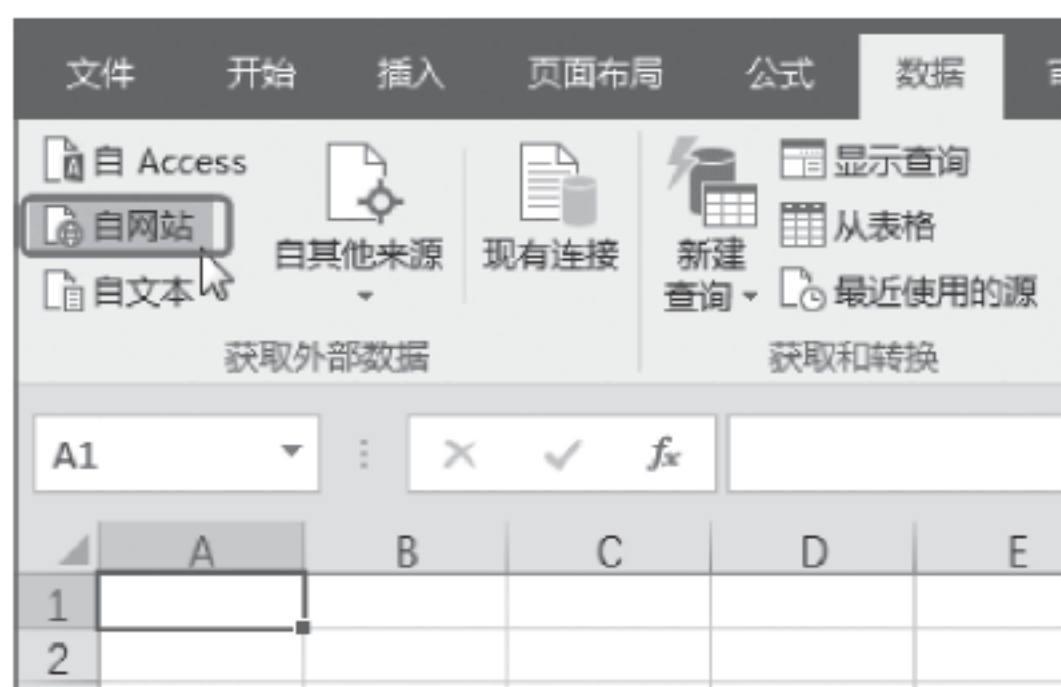 文件 开始 插入 页面布局 公式 数据
自 Access
自网站
自文本
自其他来源
现有连接
获取外部数据
新建
查询
显示查询
从表格
最近使用的源
获取和转换
A1 fx
A B C D E
1
2